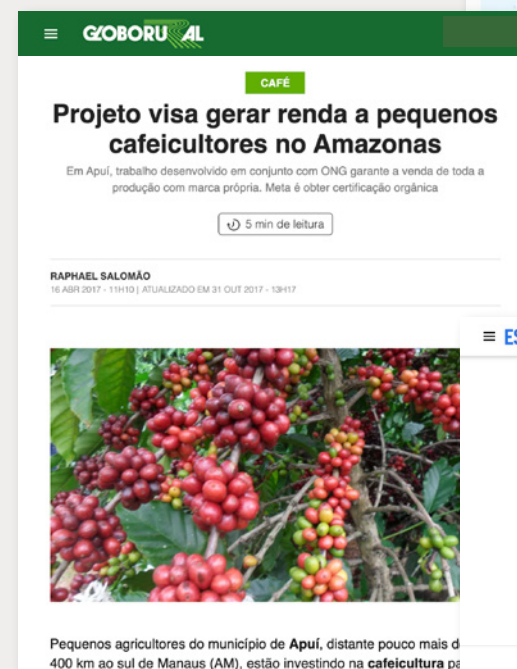 GLOBORURAL
CAFÉ
Projeto visa gerar renda a pequenos
cafeicultores no Amazonas
Em Apuí, trabalho desenvolvido em conjunto com ONG garante a venda de toda a
produção com marca própria. Meta é obter certificação orgânica
5 min de leitura
RAPHAEL SALOMÃO
16 ABR 2017 - 11H10 | ATUALIZADO EM 31 OUT 2017 - 13H17
ES
Pequenos agricultores do município de Apuí, distante pouco mais d
400 km ao sul de Manaus (AM), estão investindo na cafeicultura pa